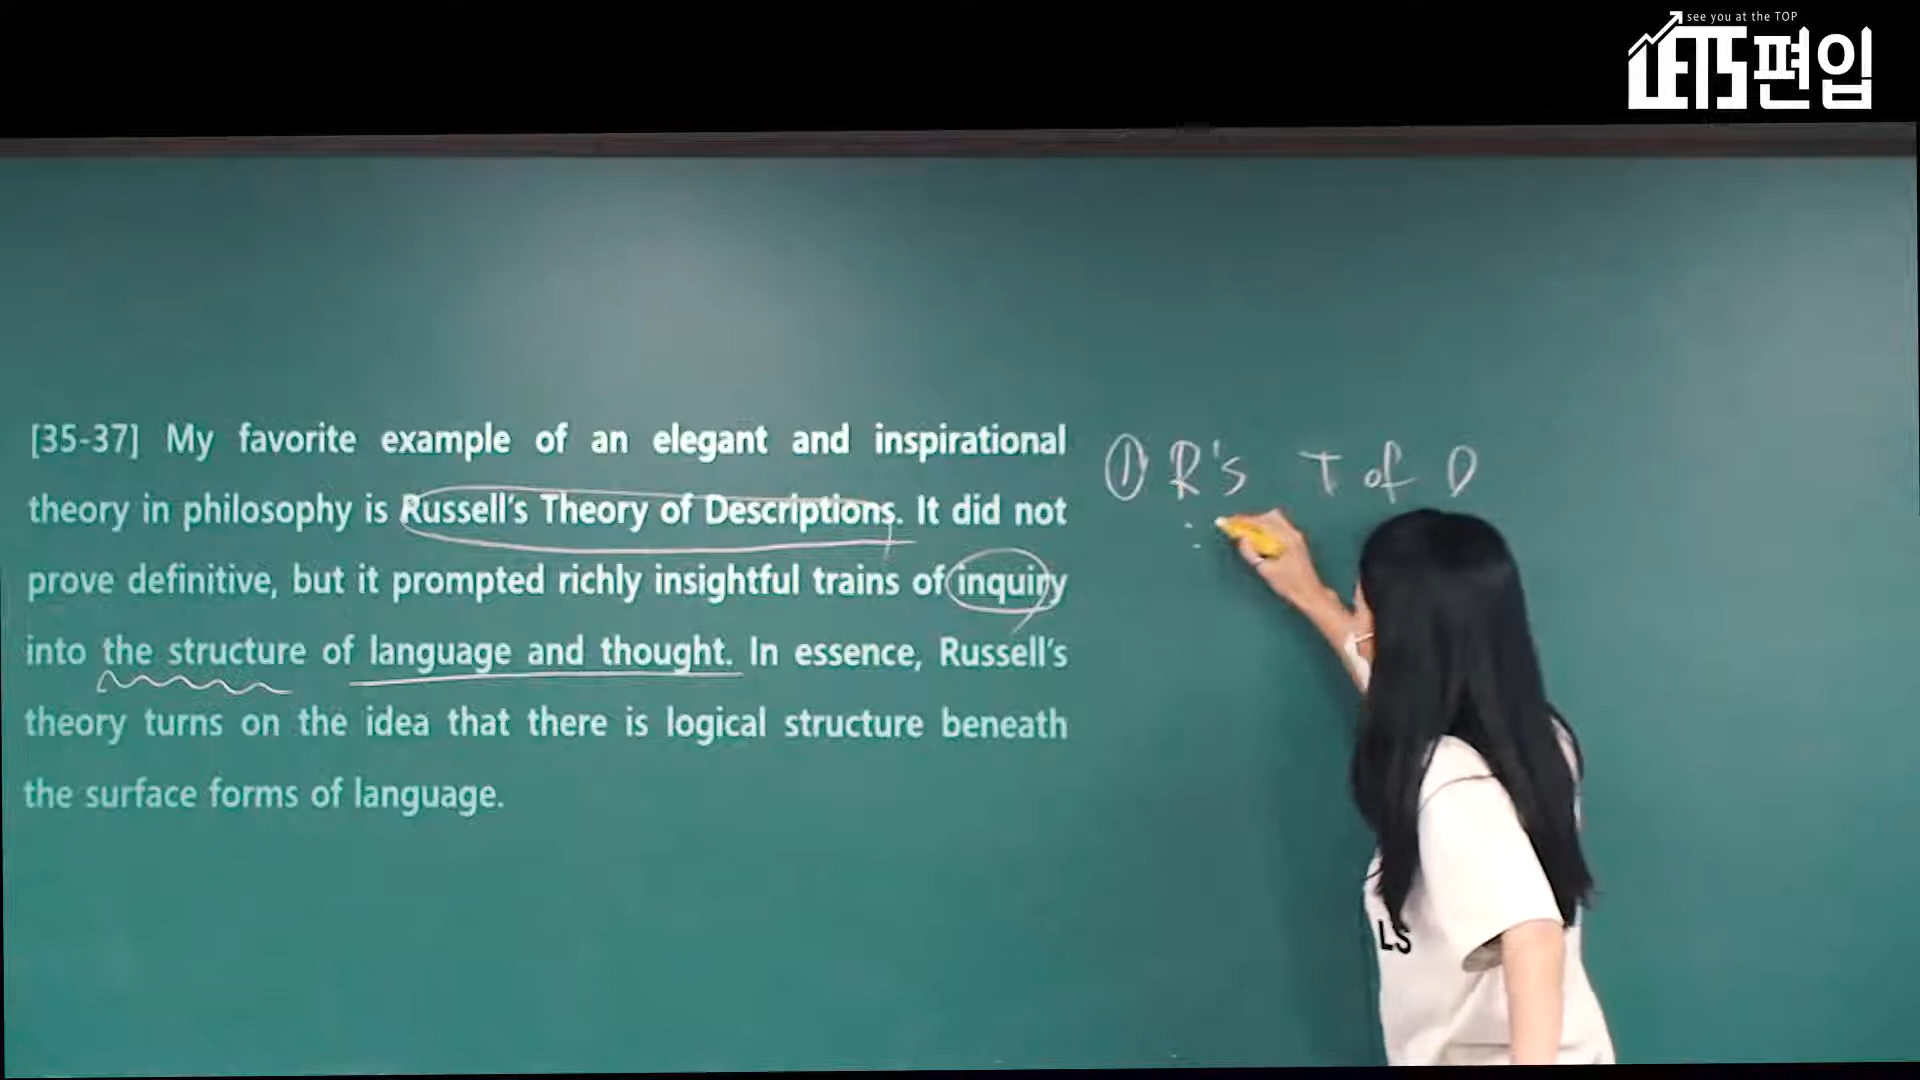 see you at the TOP
LETS편입
[35-37] My favorite example of an elegant and inspirational
theory in philosophy is Russell's Theory of Descriptions. It did not
prove definitive, but it prompted richly insightful trains of inquiry
into the structure of language and thought. In essence, Russell's
theory turns on the idea that there is logical structure beneath
the surface forms of language.
① R's T of D
LS